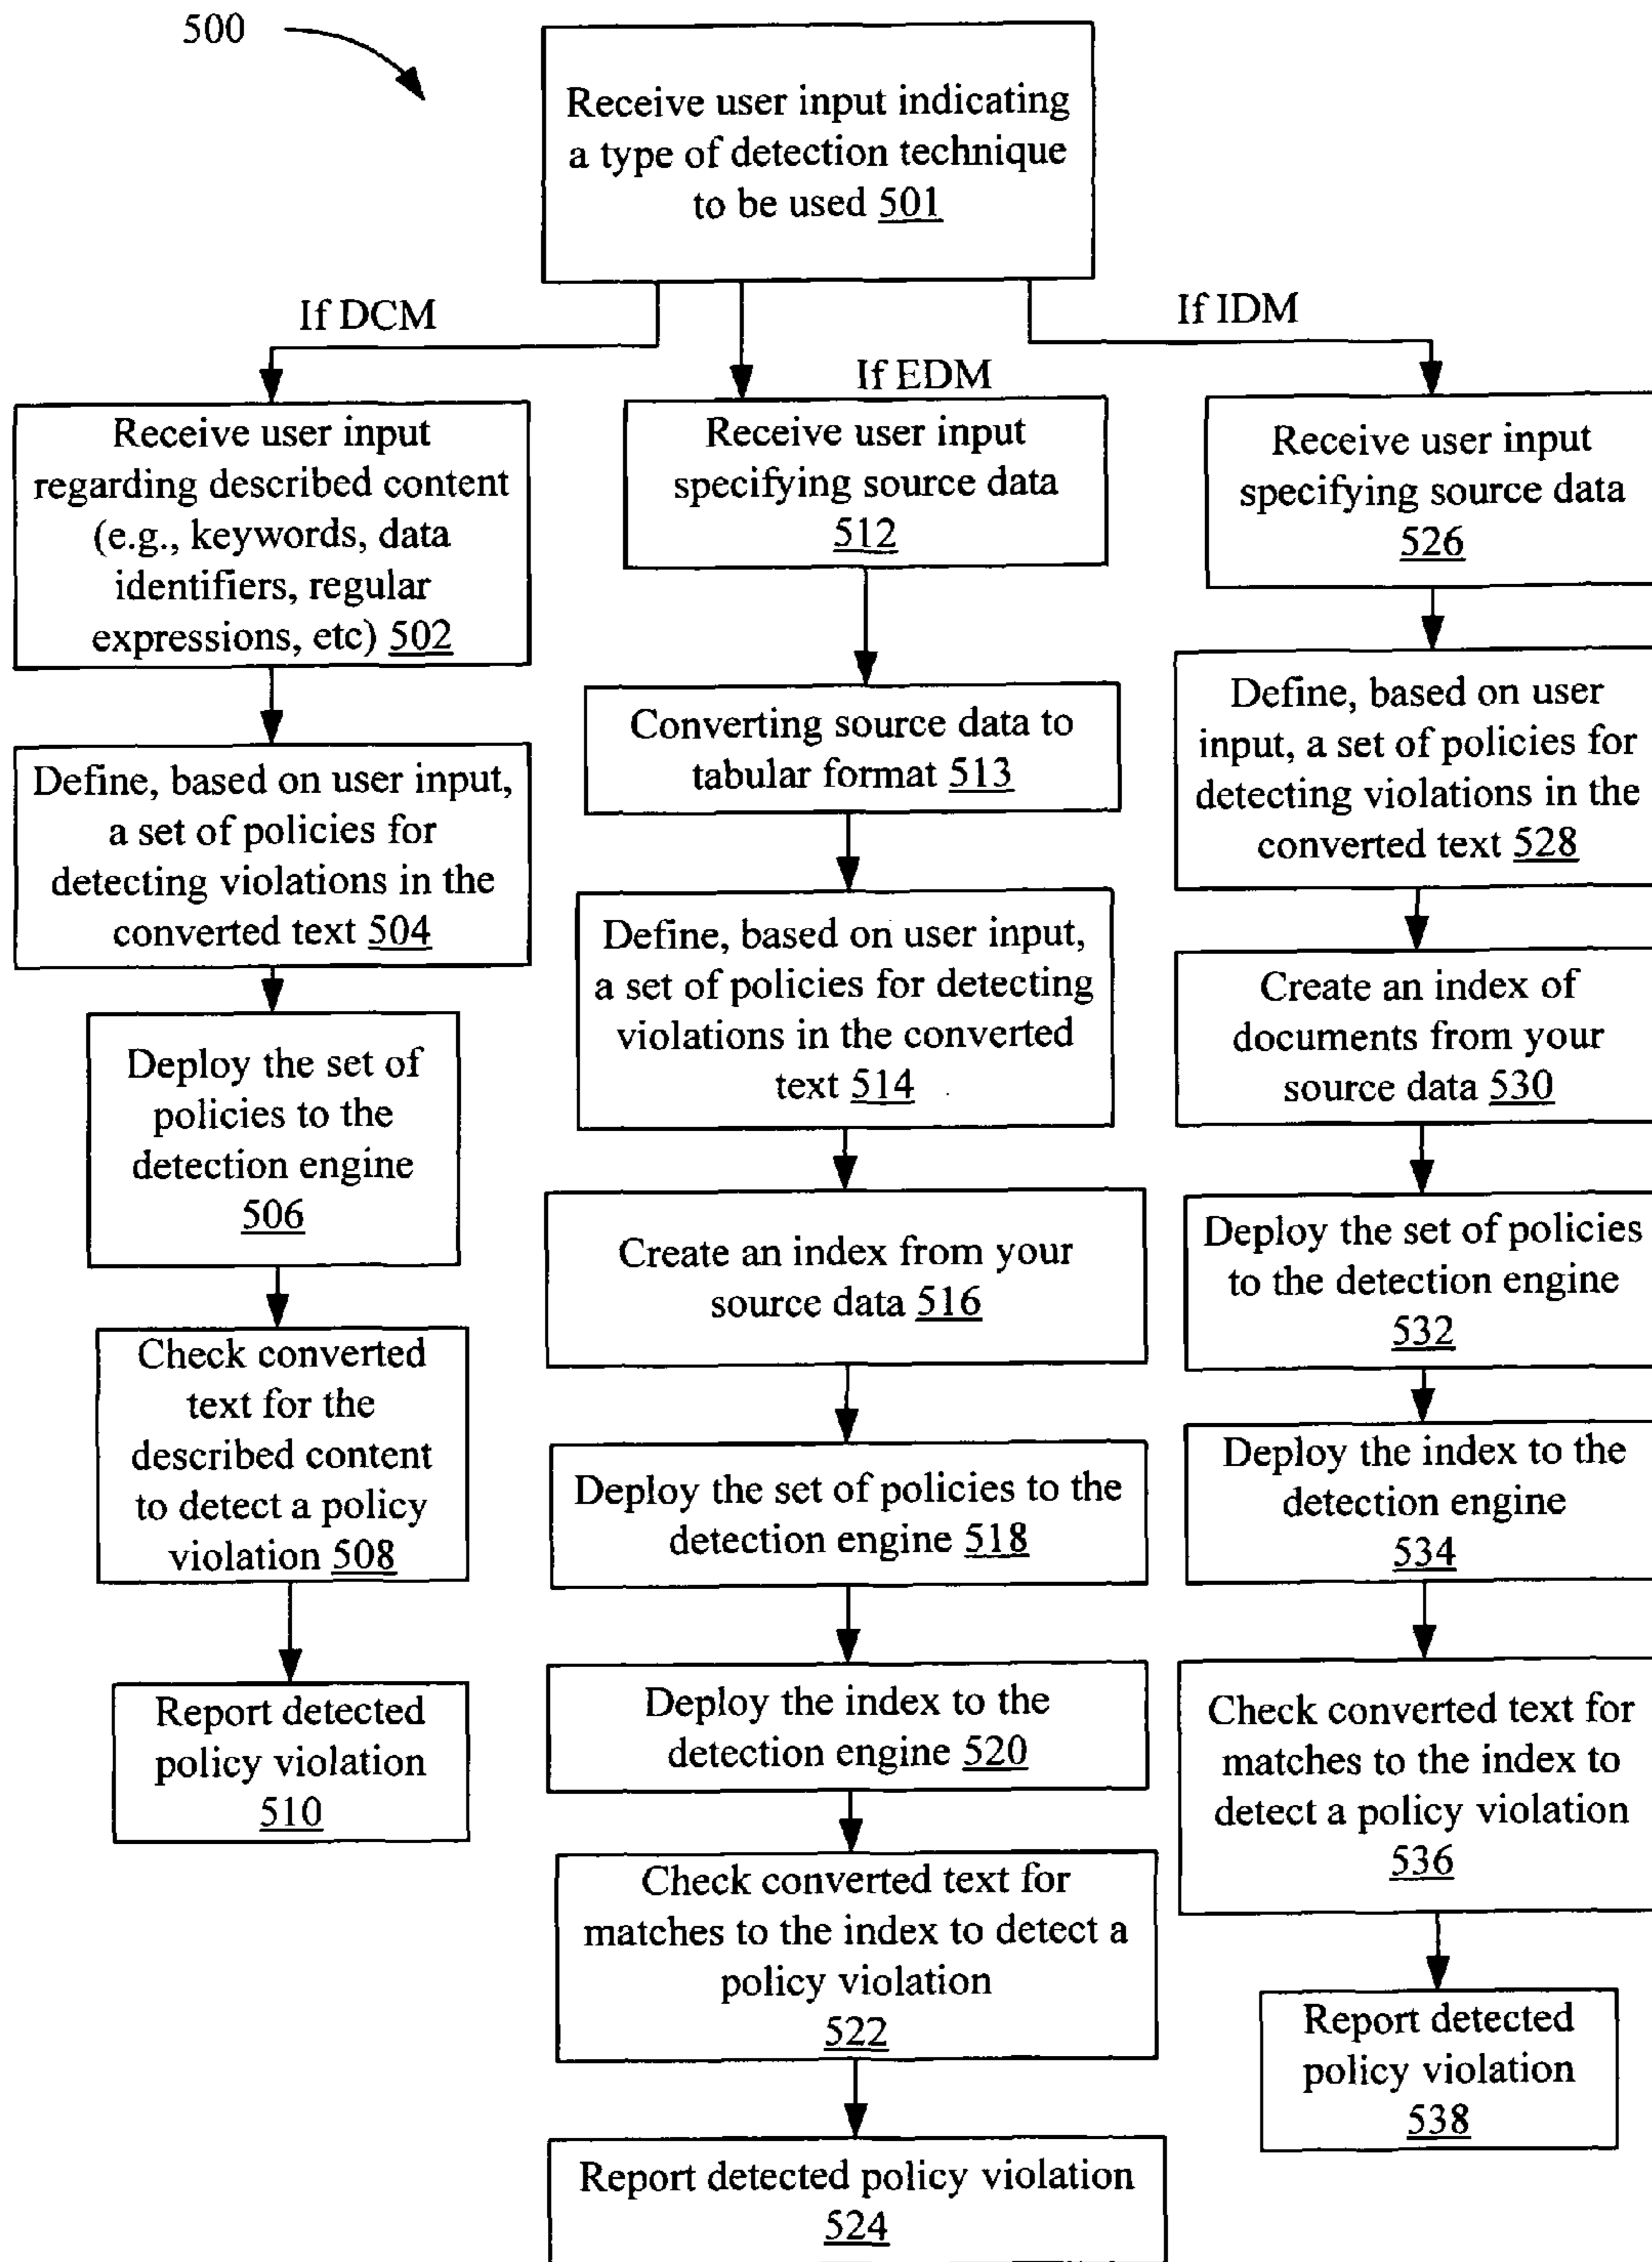 500
Receive user input indicating
a type of detection technique
to be used 501
If DCM
If EDM
If IDM
Receive user input
regarding described content
(e.g., keywords, data
identifiers, regular
expressions, etc) 502
Define, based on user input,
a set of policies for
detecting violations in the
converted text 504
Deploy the set of
policies to the
detection engine
506
Check converted
text for the
described content
to detect a policy
violation 508
Report detected
policy violation
510
Receive user input
specifying source data
512
Converting source data to
tabular format 513
Define, based on user input,
a set of policies for detecting
violations in the converted
text 514
Create an index from your
source data 516
Deploy the set of policies to the
detection engine 518
Deploy the index to the
detection engine 520
Check converted text for
matches to the index to detect a
policy violation
522
Report detected policy violation
524
Receive user input
specifying source data
526
Define, based on user
input, a set of policies for
detecting violations in the
converted text 528
Create an index of
documents from your
source data 530
Deploy the set of policies
to the detection engine
532
Deploy the index to the
detection engine
534
Check converted text for
matches to the index to
detect a policy violation
536
Report detected
policy violation
538